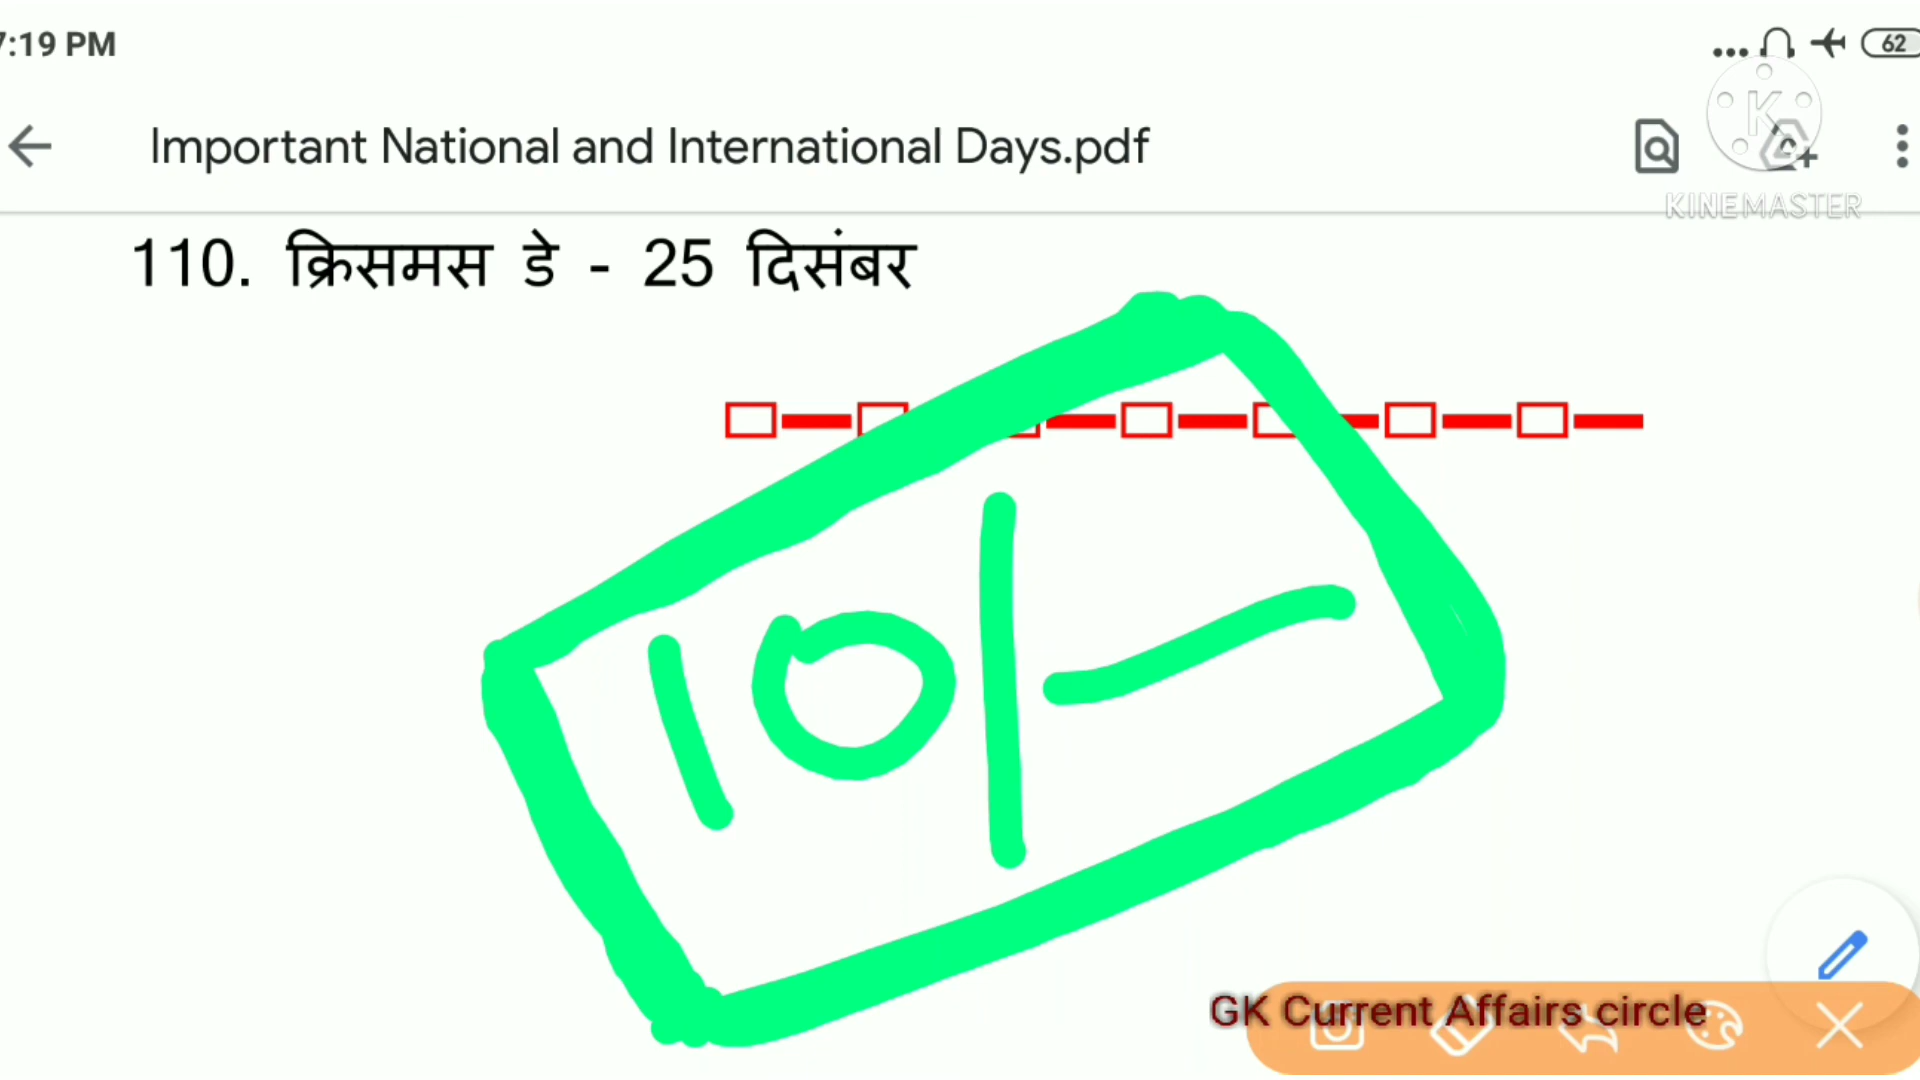 7:19 PM
62
Important National and International Days.pdf
KINEMASTER
110. क्रिसमस डे - 25 दिसंबर
10/-
GK Current Affairs circle